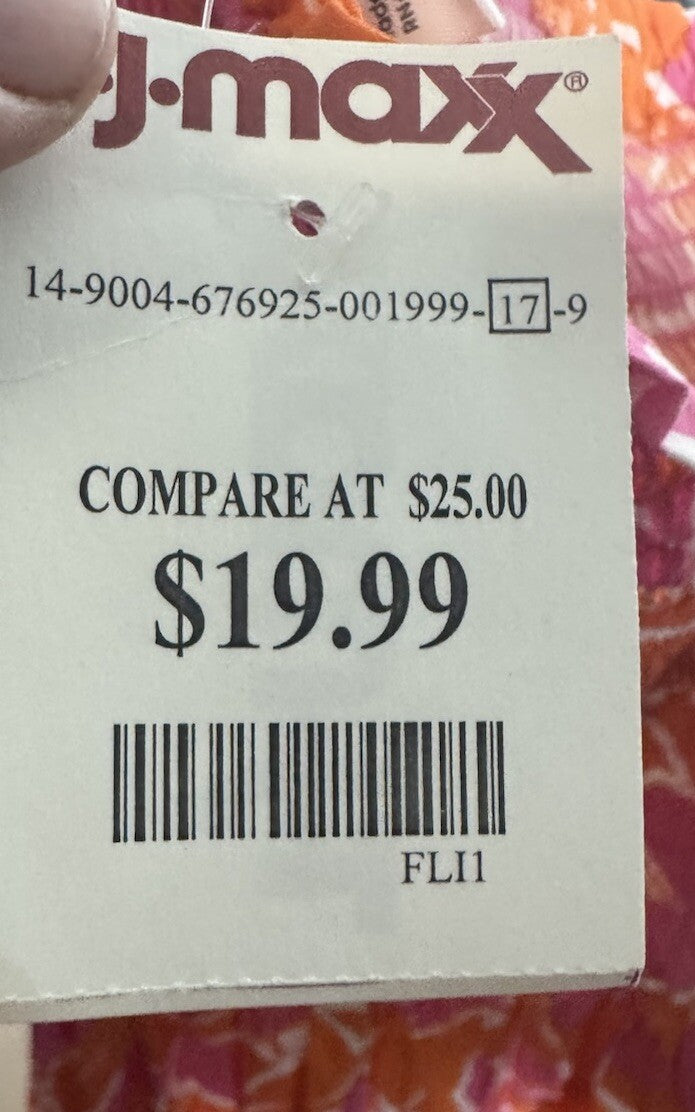 J·maxx®
14-9004-676925-001999-17-9
COMPARE AT $25.00
$19.99
FLI1